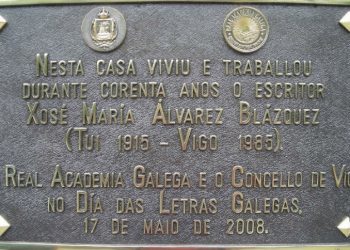 Nesta casa viviu e traballou
durante corenta anos o escritor
Xosé María Álvarez Blázquez
(Tui 1915 - Vigo 1985).
Real Academia Galega e o Concello de Vi
no Día das Letras Galegas,
17 de maio de 2008.